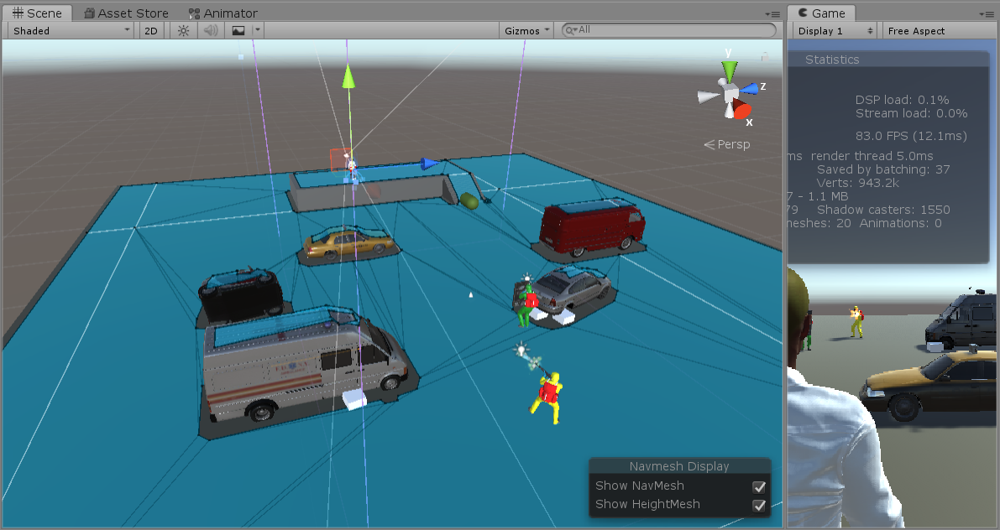 Scene
Asset Store
Animator
Game
Shaded
2D
Gizmos
All
Display 1
Free Aspect
y
z
x
Persp
Statistics
DSP load: 0.1%
Stream load: 0.0%
83.0 FPS (12.1ms)
ms render thread 5.0ms
Saved by batching: 37
Verts: 943.2k
7 - 1.1 MB
79 Shadow casters: 1550
meshes: 20 Animations: 0
Navmesh Display
Show NavMesh
Show HeightMesh